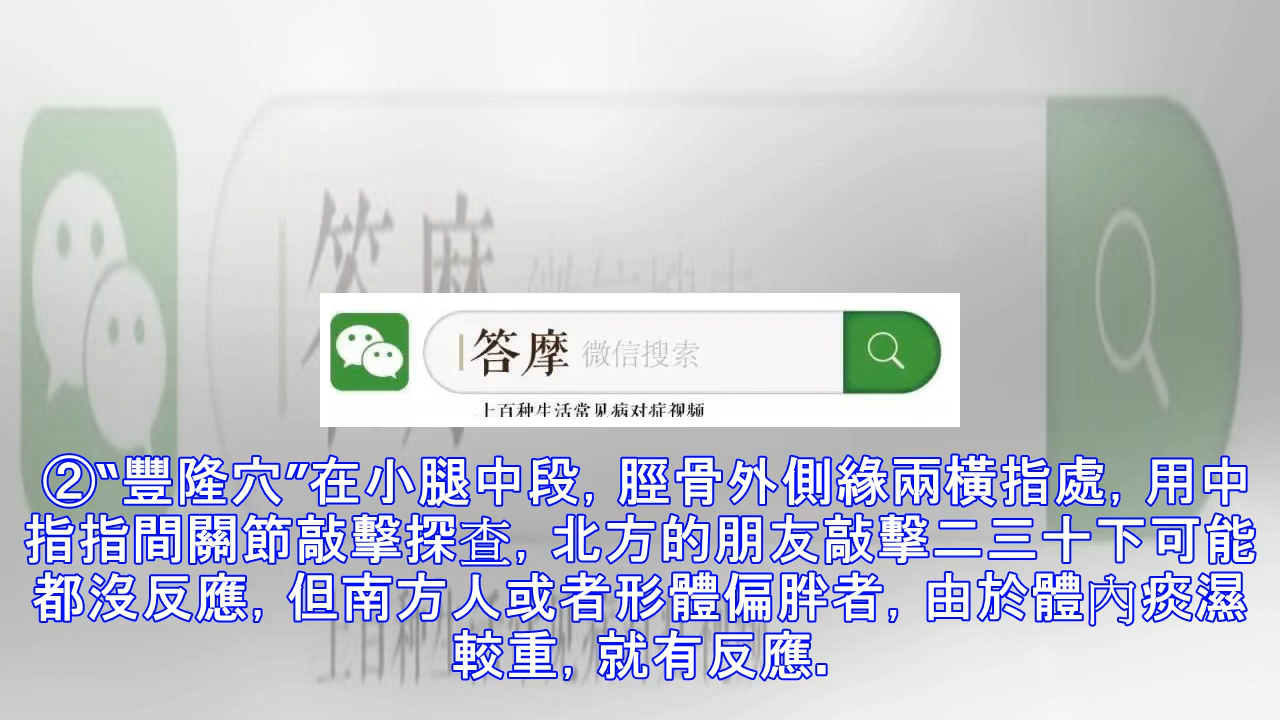 答摩 微信搜索
上百种生活常见病对症视频
②“豐隆穴”在小腿中段, 脛骨外側緣兩橫指處, 用中
指指間關節敲擊探查, 北方的朋友敲擊二三十下可能
都沒反應, 但南方人或者形體偏胖者, 由於體內痰濕
較重, 就有反應.